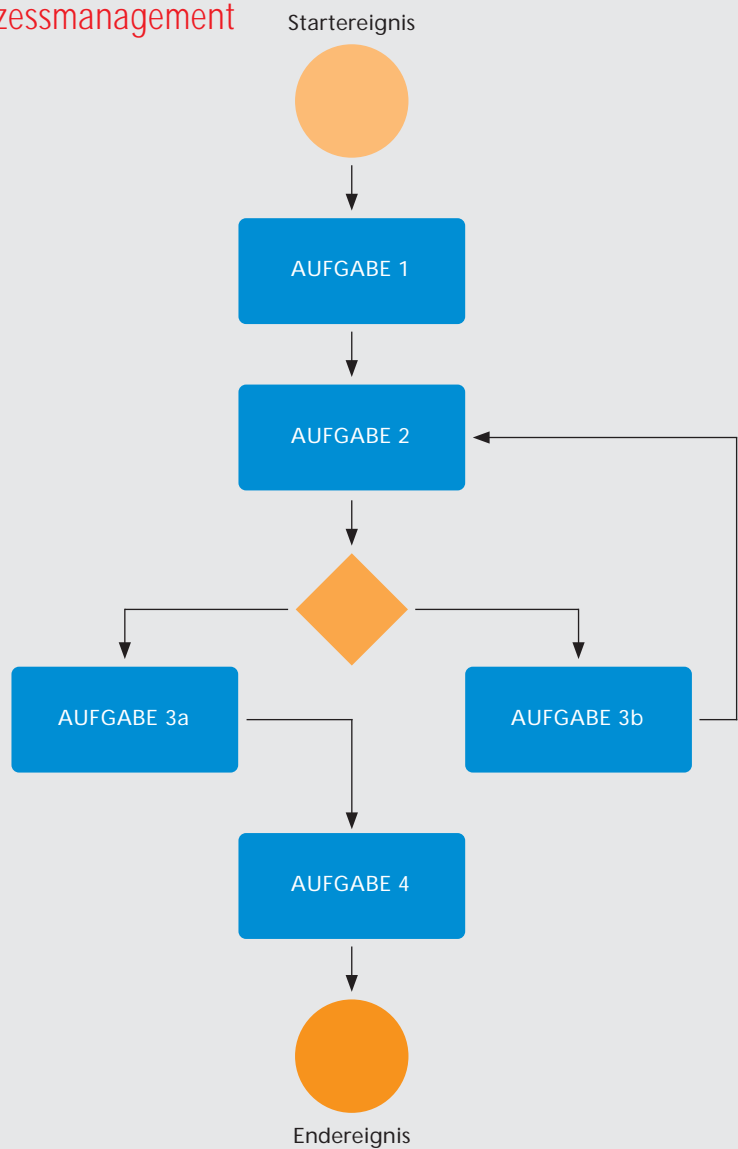 zessmanagement
Startereignis
AUFGABE 1
AUFGABE 2
AUFGABE 3a
AUFGABE 3b
AUFGABE 4
Endereignis